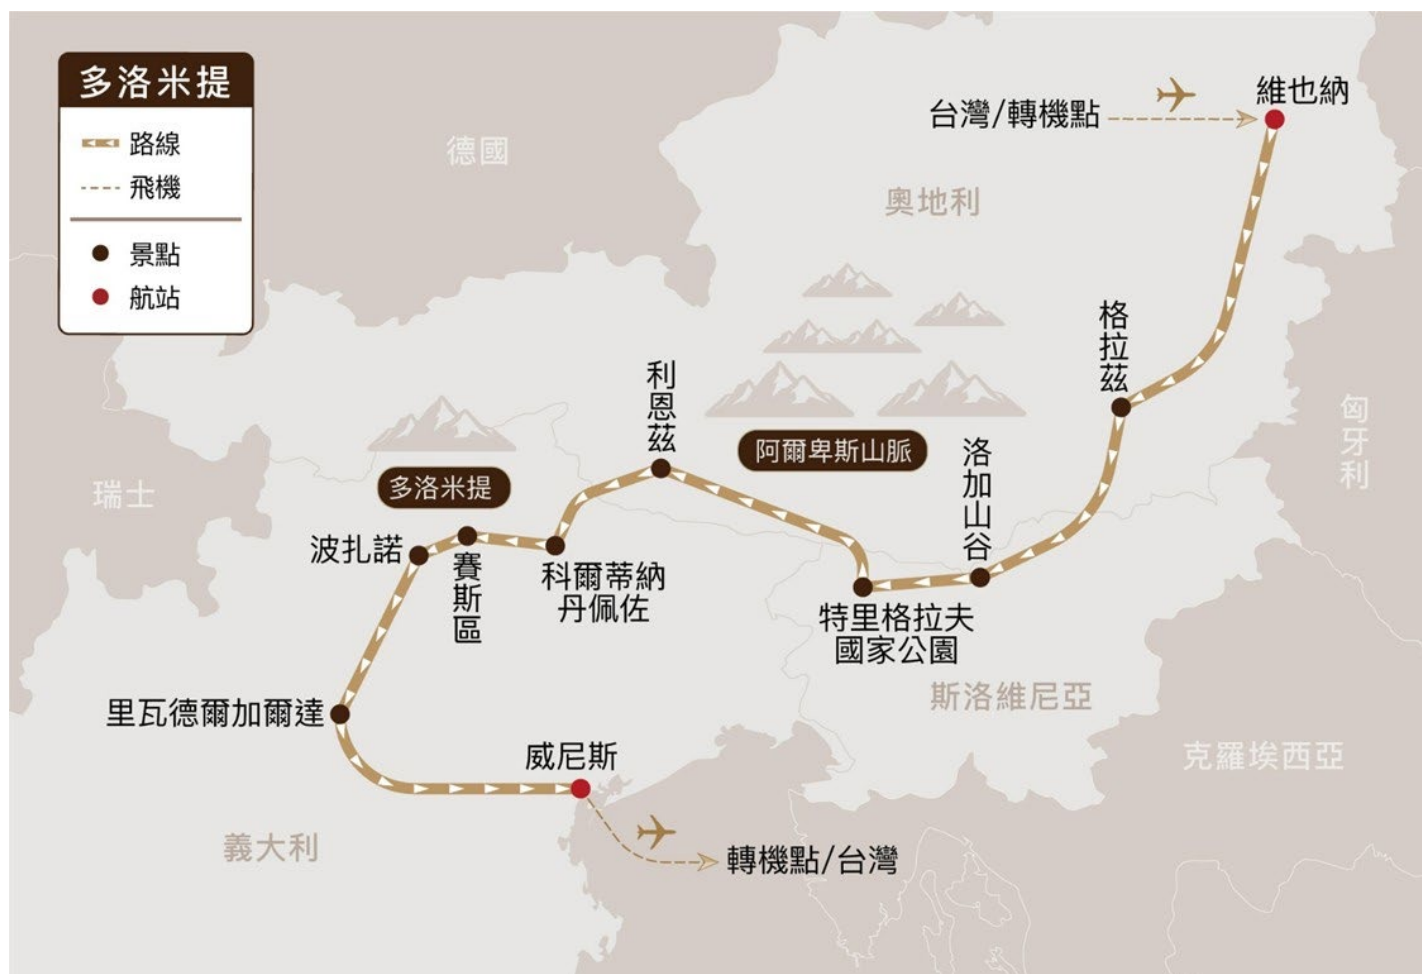 多洛米提
路線
飛機
景點
航站
德國
台灣/轉機點
維也納
奧地利
格拉茲
匈牙利
利恩茲
阿爾卑斯山脈
洛加山谷
多洛米提
瑞士
波扎諾
賽斯區
科爾蒂納
丹佩佐
特里格拉夫
國家公園
斯洛維尼亞
里瓦德爾加爾達
威尼斯
克羅埃西亞
義大利
轉機點/台灣